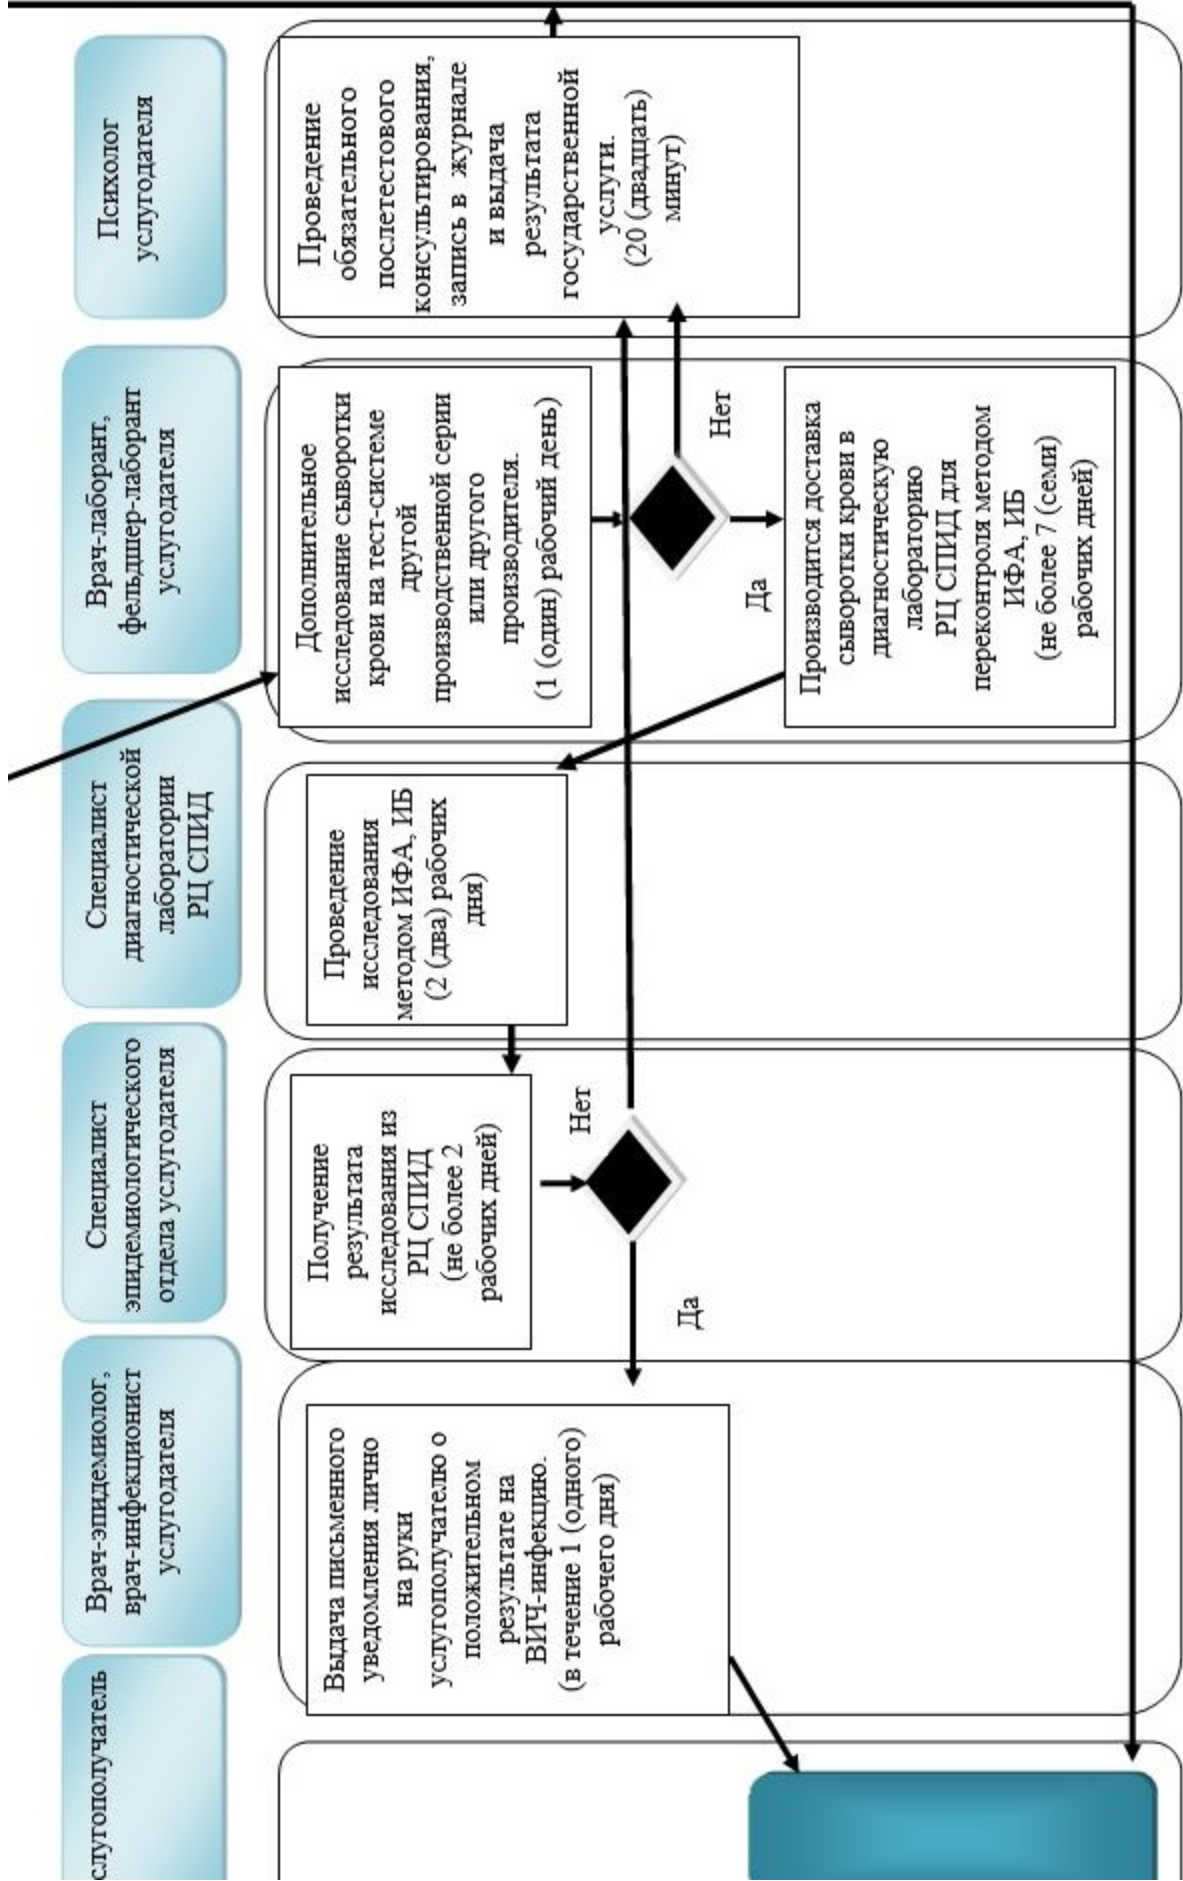 слугополучатель
Врач-эпидемиолог,
врач-инфекционист
услугодателя
Специалист
эпидемиологического
отдела услугодателя
Специалист
диагностической
лаборатории
РЦ СПИД
Врач-лаборант,
фельдшер-лаборант
услугодателя
Психолог
услугодателя
Выдача письменного
уведомления лично
на руки
услугополучателю о
положительном
результате на
ВИЧ-инфекцию.
(в течение 1 (одного)
рабочего дня)
Получение
результата
исследования из
РЦ СПИД
(не более 2
рабочих дней)
Нет
Да
Проведение
исследования
методом ИФА, ИБ
(2 (два) рабочих
дня)
Дополнительное
исследование сыворотки
крови на тест-системе
другой
производственной серии
или другого
производителя.
(1 (один) рабочий день)
Нет
Да
Производится доставка
сыворотки крови в
диагностическую
лабораторию
РЦ СПИД для
переконтроля методом
ИФА, ИБ
(не более 7 (семи)
рабочих дней)
Проведение
обязательного
послетестового
консультирования,
запись в журнале
и выдача
результата
государственной
услуги.
(20 (двадцать)
минут)